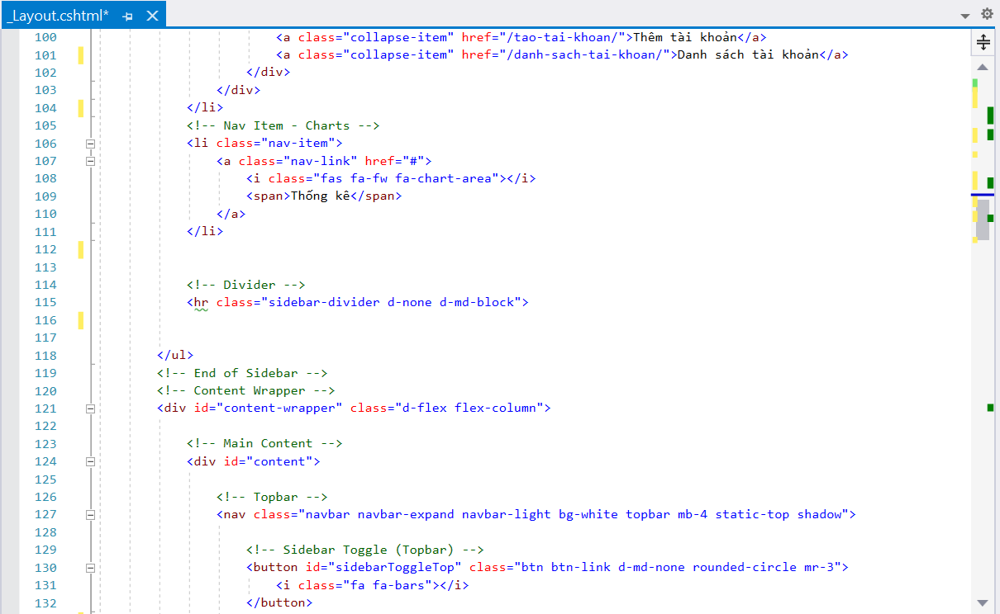 _Layout.cshtml*
100 <a class="collapse-item" href="/tao-tai-khoan/">Thêm tài khoản</a>
101 <a class="collapse-item" href="/danh-sach-tai-khoan/">Danh sách tài khoản</a>
102 </div>
103 </div>
104 </li>
105 <!-- Nav Item - Charts -->
106 <li class="nav-item">
107 <a class="nav-link" href="#">
108 <i class="fas fa-fw fa-chart-area"></i>
109 <span>Thống kê</span>
110 </a>
111 </li>
112
113
114 <!-- Divider -->
115 <hr class="sidebar-divider d-none d-md-block">
116
117
118 </ul>
119 <!-- End of Sidebar -->
120 <!-- Content Wrapper -->
121 <div id="content-wrapper" class="d-flex flex-column">
122
123 <!-- Main Content -->
124 <div id="content">
125
126 <!-- Topbar -->
127 <nav class="navbar navbar-expand navbar-light bg-white topbar mb-4 static-top shadow">
128
129 <!-- Sidebar Toggle (Topbar) -->
130 <button id="sidebarToggleTop" class="btn btn-link d-md-none rounded-circle mr-3">
131 <i class="fa fa-bars"></i>
132 </button>